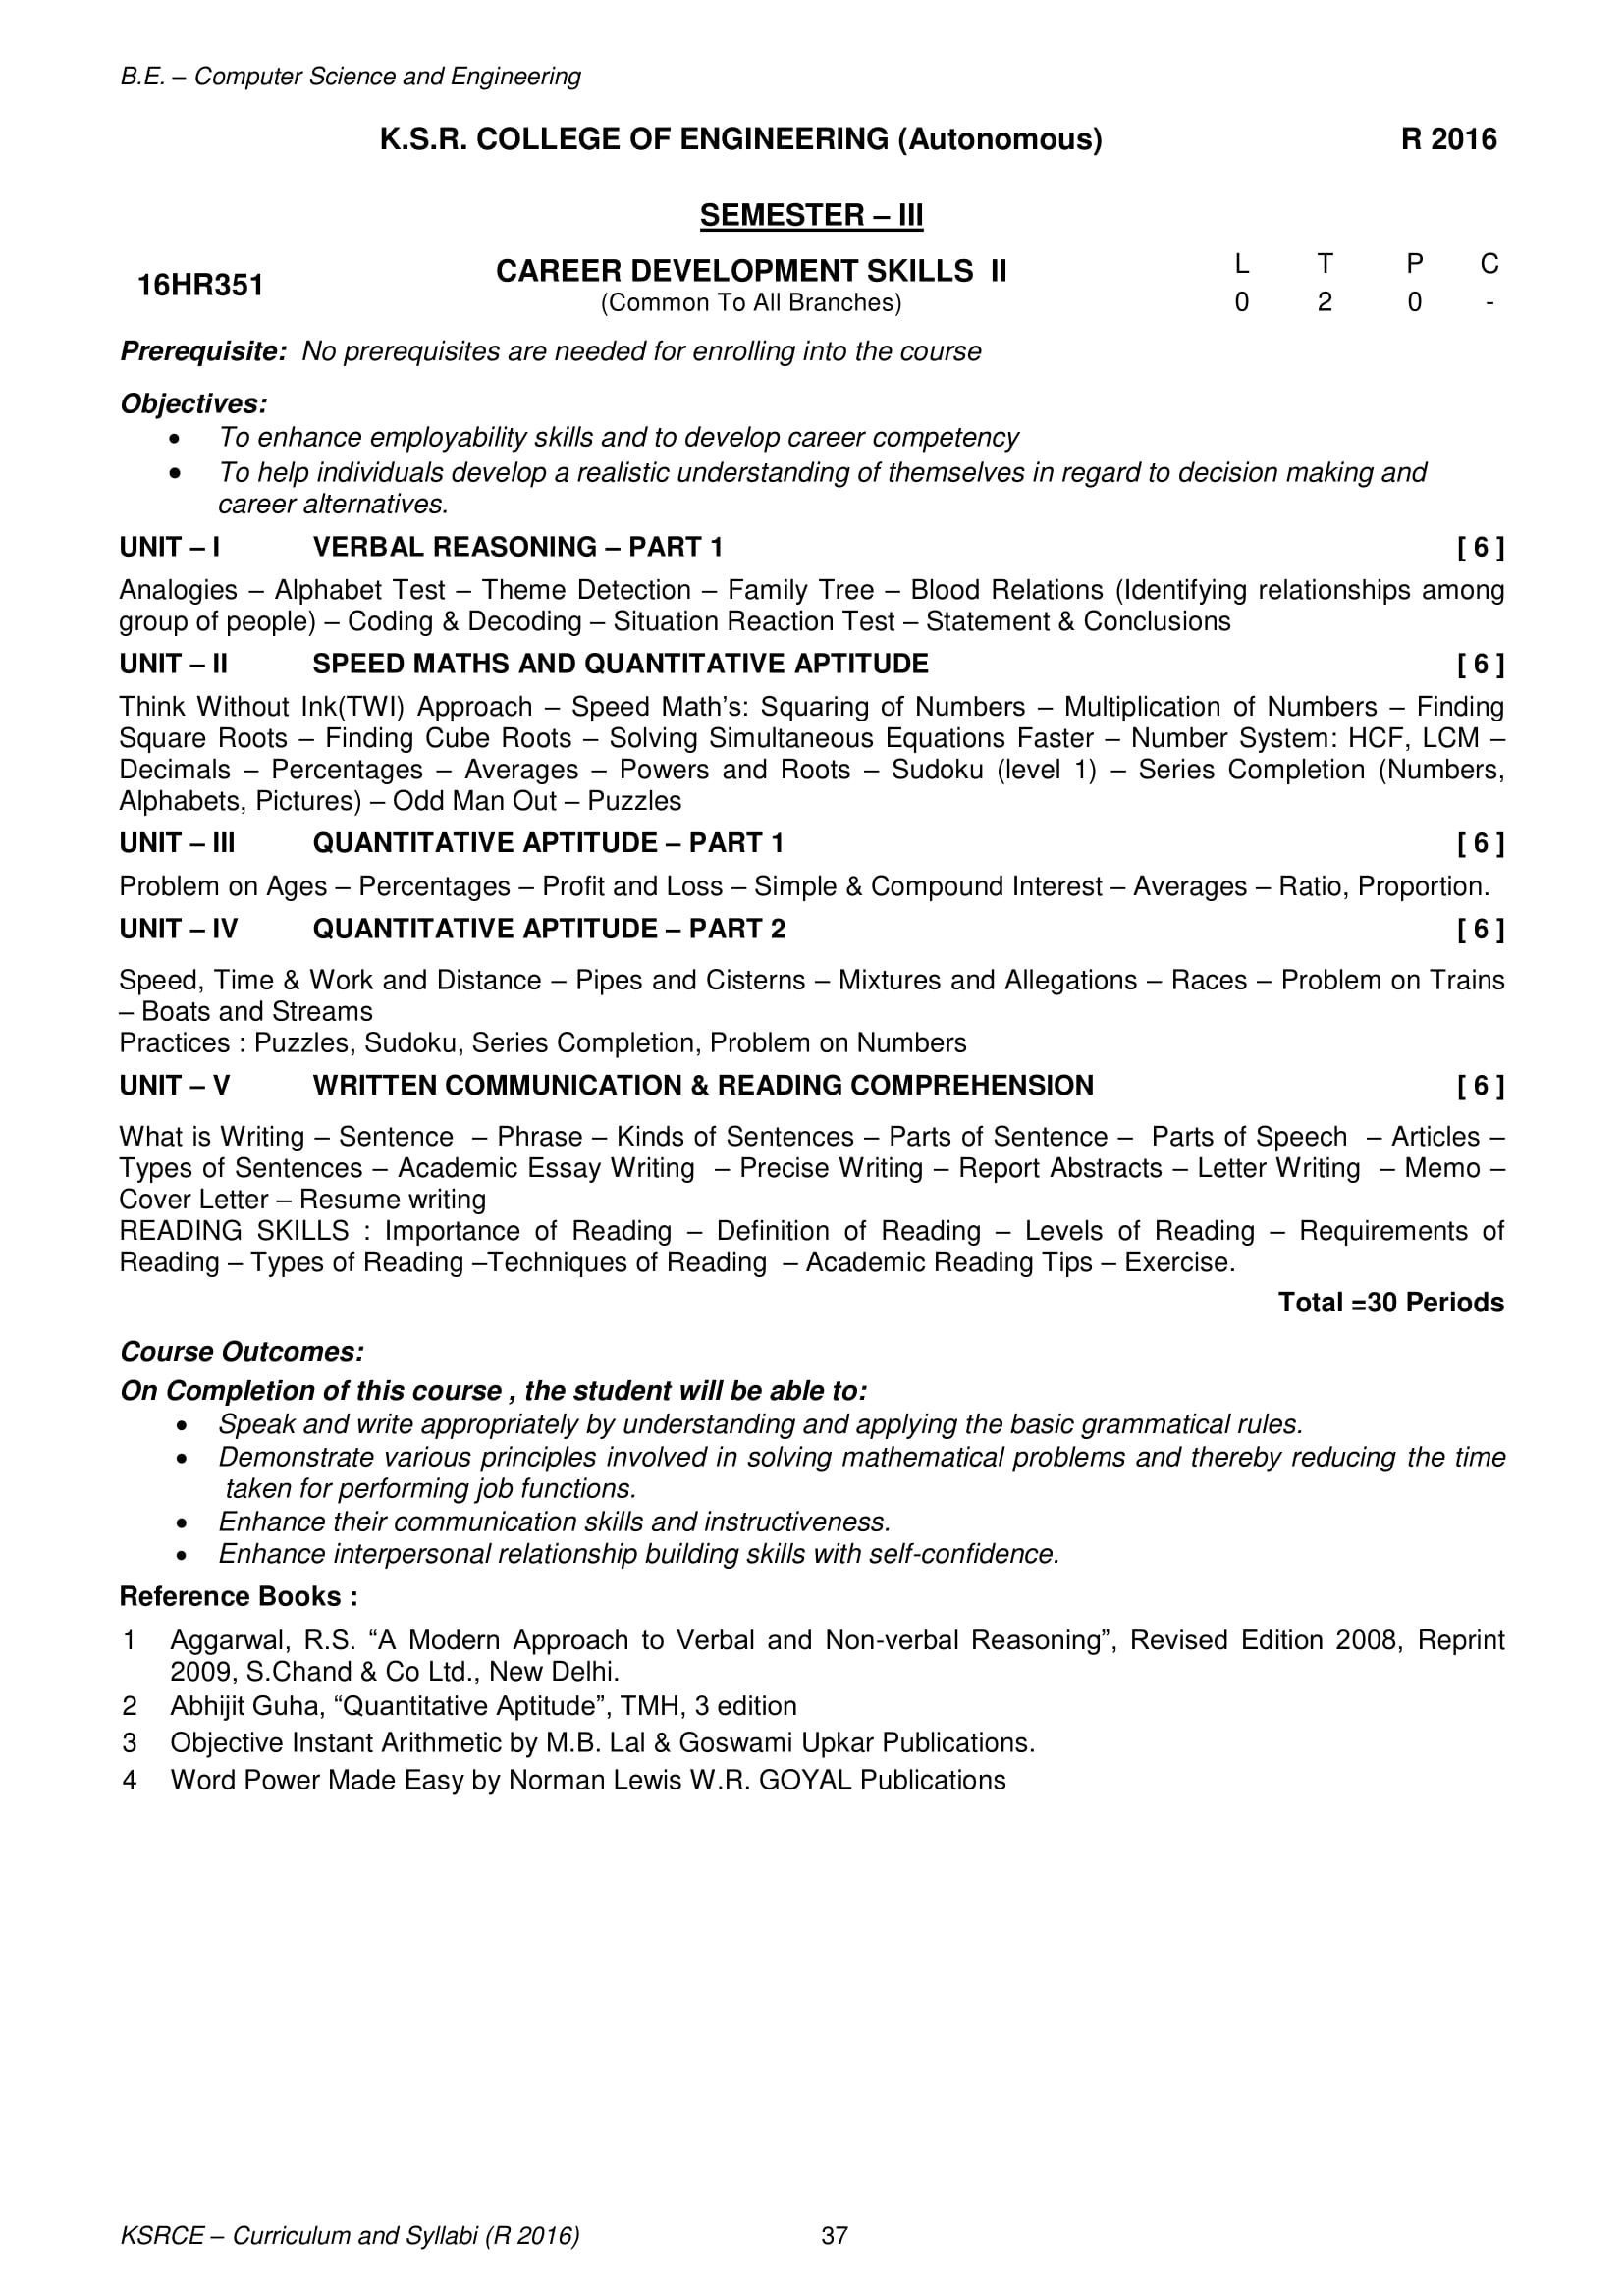 B.E. – Computer Science and Engineering
K.S.R. COLLEGE OF ENGINEERING (Autonomous) R 2016
SEMESTER – III
16HR351 CAREER DEVELOPMENT SKILLS II L T P C
(Common To All Branches) 0 2 0 -
Prerequisite: No prerequisites are needed for enrolling into the course
Objectives:
• To enhance employability skills and to develop career competency
• To help individuals develop a realistic understanding of themselves in regard to decision making and
career alternatives.
UNIT – I VERBAL REASONING – PART 1 [ 6 ]
Analogies – Alphabet Test – Theme Detection – Family Tree – Blood Relations (Identifying relationships among
group of people) – Coding & Decoding – Situation Reaction Test – Statement & Conclusions
UNIT – II SPEED MATHS AND QUANTITATIVE APTITUDE [ 6 ]
Think Without Ink(TWI) Approach – Speed Math’s: Squaring of Numbers – Multiplication of Numbers – Finding
Square Roots – Finding Cube Roots – Solving Simultaneous Equations Faster – Number System: HCF, LCM –
Decimals – Percentages – Averages – Powers and Roots – Sudoku (level 1) – Series Completion (Numbers,
Alphabets, Pictures) – Odd Man Out – Puzzles
UNIT – III QUANTITATIVE APTITUDE – PART 1 [ 6 ]
Problem on Ages – Percentages – Profit and Loss – Simple & Compound Interest – Averages – Ratio, Proportion.
UNIT – IV QUANTITATIVE APTITUDE – PART 2 [ 6 ]
Speed, Time & Work and Distance – Pipes and Cisterns – Mixtures and Allegations – Races – Problem on Trains
– Boats and Streams
Practices : Puzzles, Sudoku, Series Completion, Problem on Numbers
UNIT – V WRITTEN COMMUNICATION & READING COMPREHENSION [ 6 ]
What is Writing – Sentence – Phrase – Kinds of Sentences – Parts of Sentence – Parts of Speech – Articles –
Types of Sentences – Academic Essay Writing – Precise Writing – Report Abstracts – Letter Writing – Memo –
Cover Letter – Resume writing
READING SKILLS : Importance of Reading – Definition of Reading – Levels of Reading – Requirements of
Reading – Types of Reading –Techniques of Reading – Academic Reading Tips – Exercise.
Total =30 Periods
Course Outcomes:
On Completion of this course , the student will be able to:
• Speak and write appropriately by understanding and applying the basic grammatical rules.
• Demonstrate various principles involved in solving mathematical problems and thereby reducing the time
taken for performing job functions.
• Enhance their communication skills and instructiveness.
• Enhance interpersonal relationship building skills with self-confidence.
Reference Books :
1 Aggarwal, R.S. “A Modern Approach to Verbal and Non-verbal Reasoning”, Revised Edition 2008, Reprint
2009, S.Chand & Co Ltd., New Delhi.
2 Abhijit Guha, “Quantitative Aptitude”, TMH, 3 edition
3 Objective Instant Arithmetic by M.B. Lal & Goswami Upkar Publications.
4 Word Power Made Easy by Norman Lewis W.R. GOYAL Publications
KSRCE – Curriculum and Syllabi (R 2016) 37